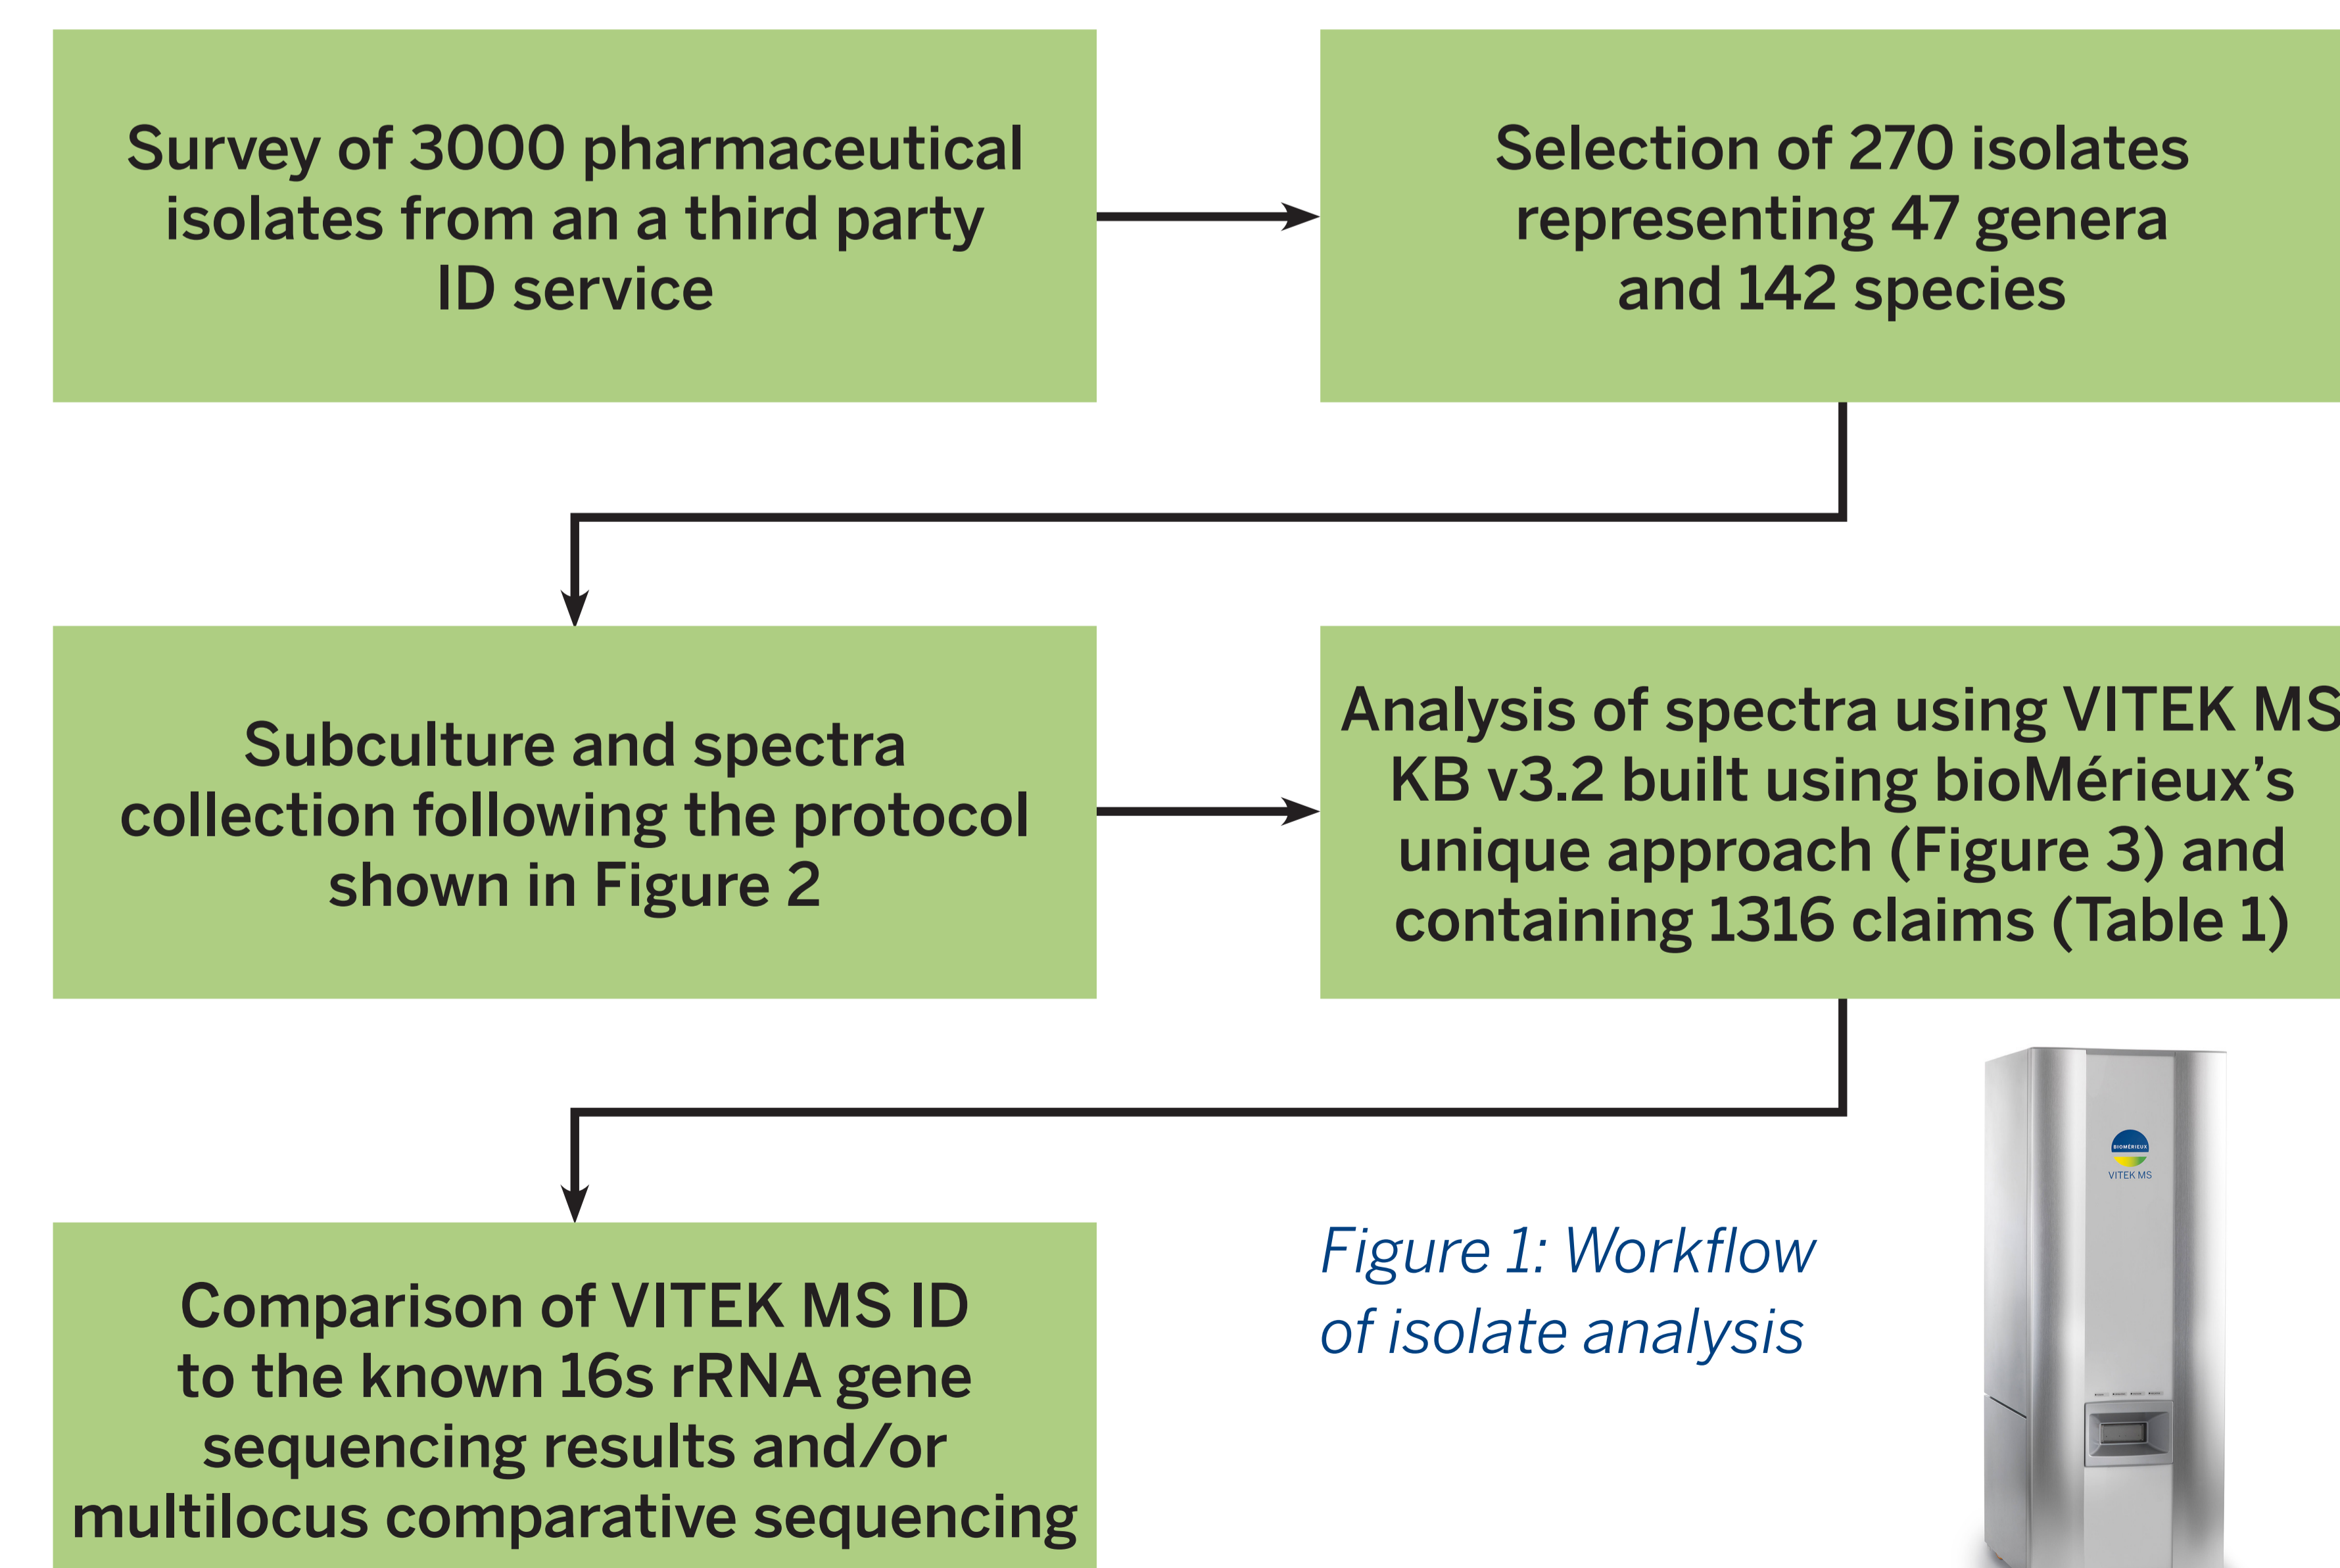 Survey of 3000 pharmaceutical
isolates from an a third party
ID service
Selection of 270 isolates
representing 47 genera
and 142 species
Subculture and spectra
collection following the protocol
shown in Figure 2
Analysis of spectra using VITEK MS
KB v3.2 built using bioMérieux’s
unique approach (Figure 3) and
containing 1316 claims (Table 1)
Comparison of VITEK MS ID
to the known 16s rRNA gene
sequencing results and/or
multilocus comparative sequencing
Figure 1: Workflow
of isolate analysis
BIOMÉRIEUX
VITEK MS